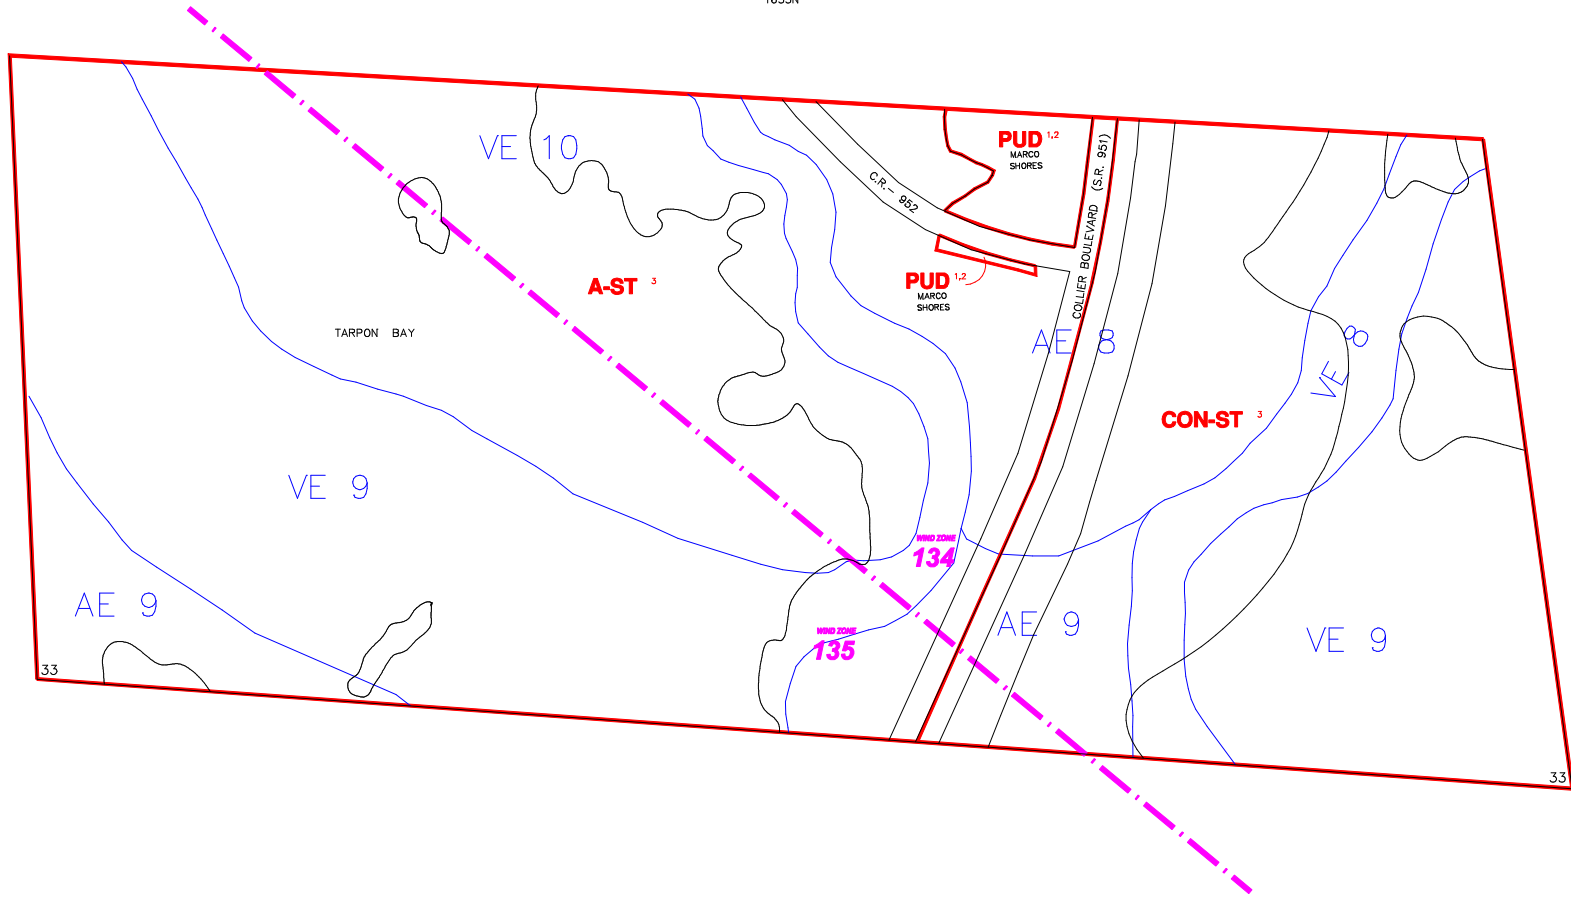 VE 10
PUD 1,2
MARCO
SHORES
COLLIER BOULEVARD (S.R. 951)
C.R.- 952
A-ST 3
PUD 1,2
MARCO
SHORES
TARPON BAY
AE 8
VE 8
CON-ST 3
VE 9
WIND ZONE
134
AE 9
WIND ZONE
135
AE 9
VE 9
33
33